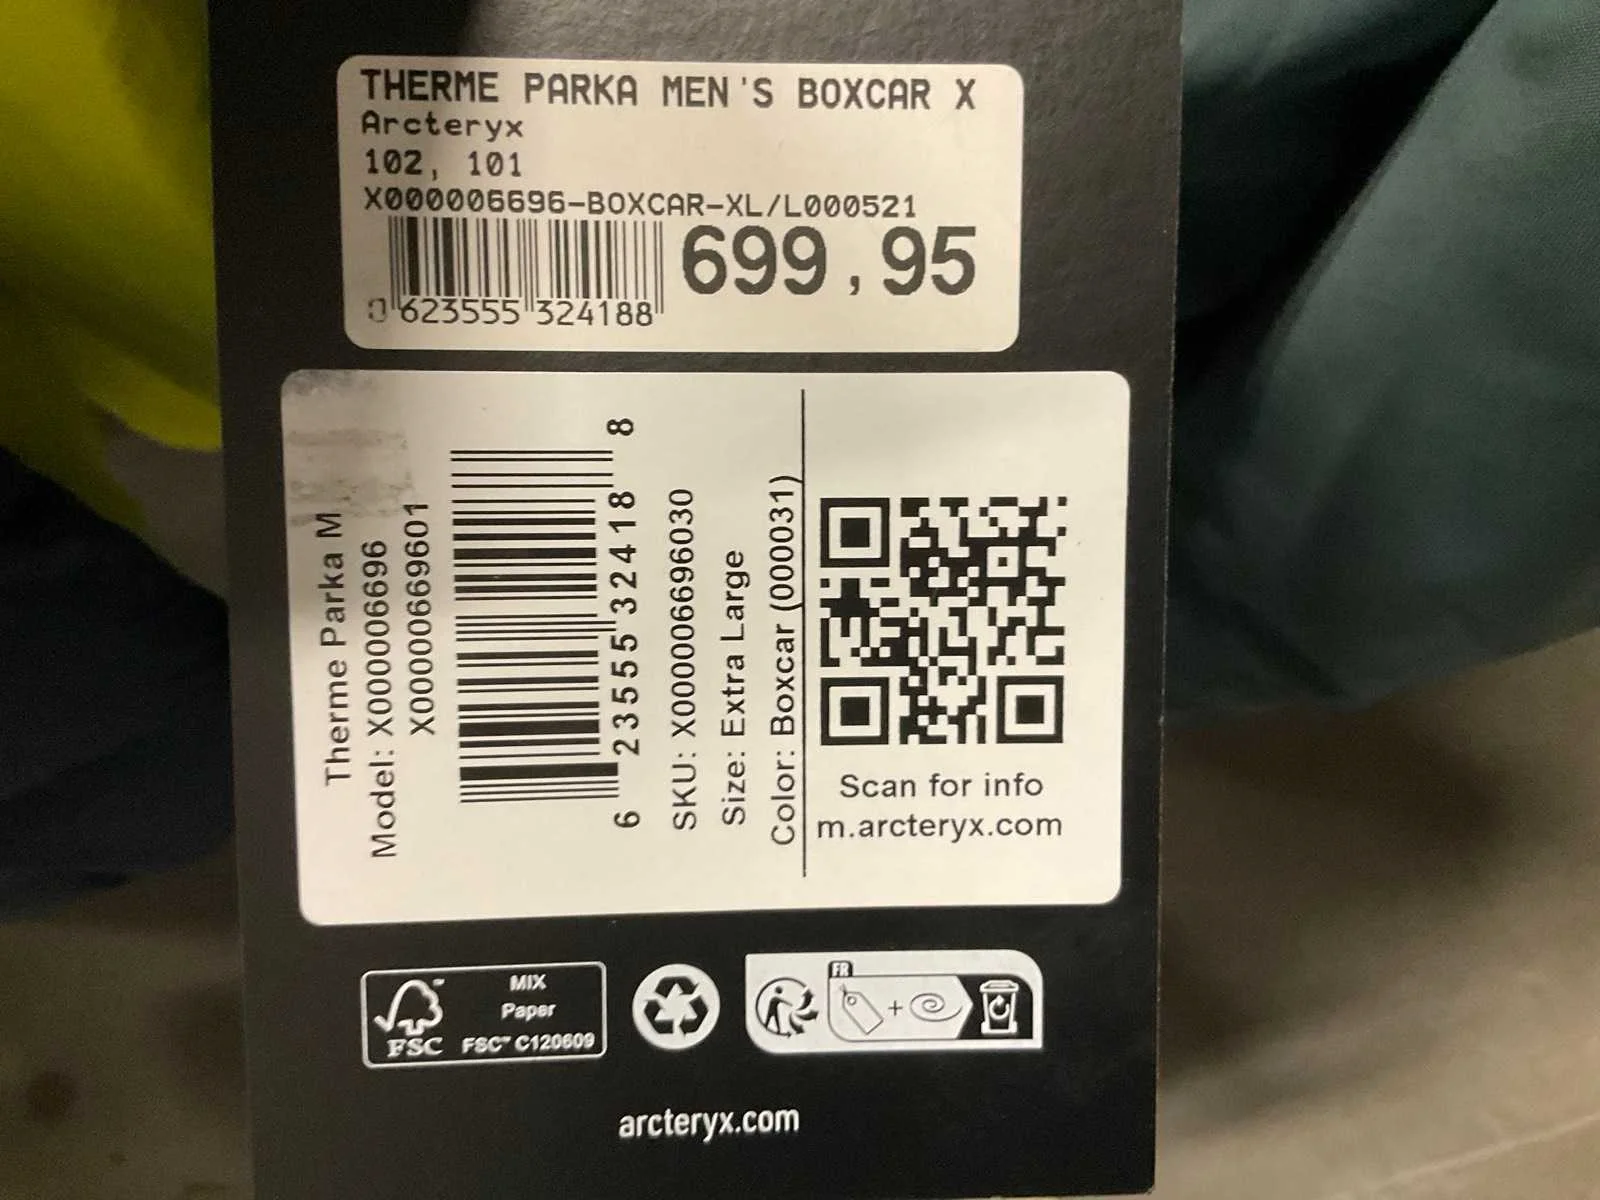 THERME PARKA MEN'S BOXCAR X
Arcteryx
102, 101
X000006696-BOXCAR-XL/L000521
699,95
0 623555 324188
Therme Parka M
Model: X000006696
X00000669601
6 23555 32418 8
SKU: X000006696030
Size: Extra Large
Color: Boxcar (000031)
Scan for info
m.arcteryx.com
FSC™
MIX
Paper
FSC™ C120609
FR
+
arcteryx.com